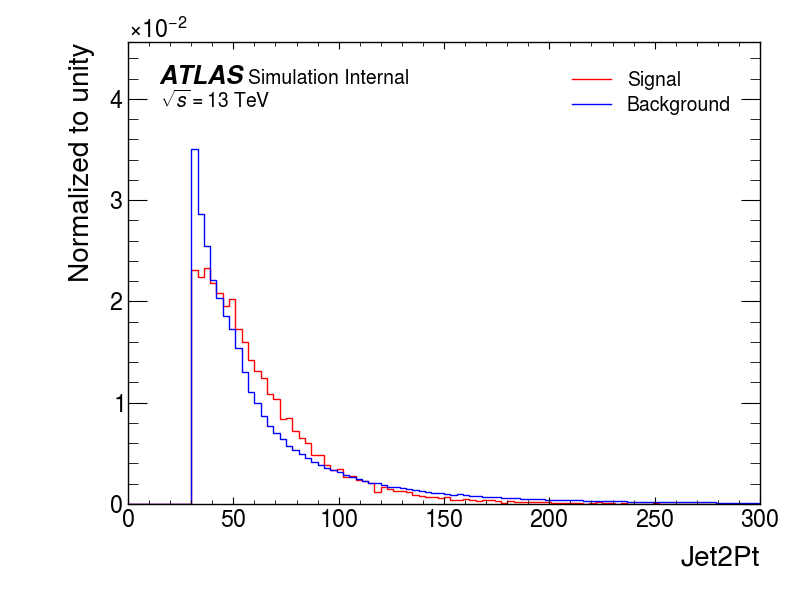 ×10⁻²
Normalized to unity
ATLAS Simulation Internal
√s = 13 TeV
Signal
Background
4
3
2
1
0
0 50 100 150 200 250 300
Jet2Pt